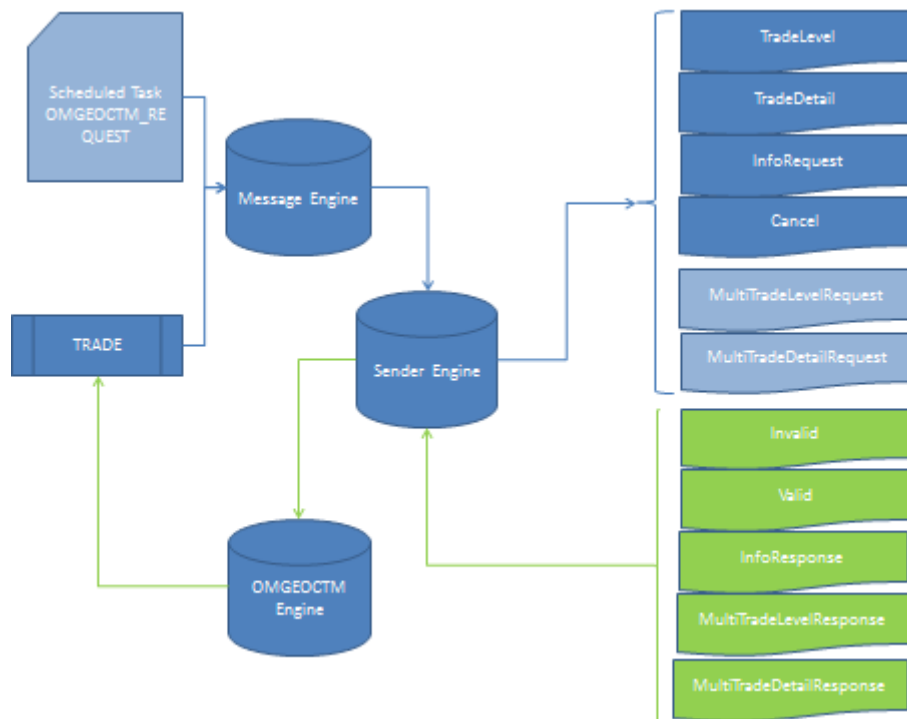 Scheduled Task
OMGEOCTM_RE
QUEST
Message Engine
TRADE
Sender Engine
OMGEOCTM
Engine
TradeLevel
TradeDetail
InfoRequest
Cancel
MultiTradeLevelRequest
MultiTradeDetailRequest
Invalid
Valid
InfoResponse
MultiTradeLevelResponse
MultiTradeDetailResponse